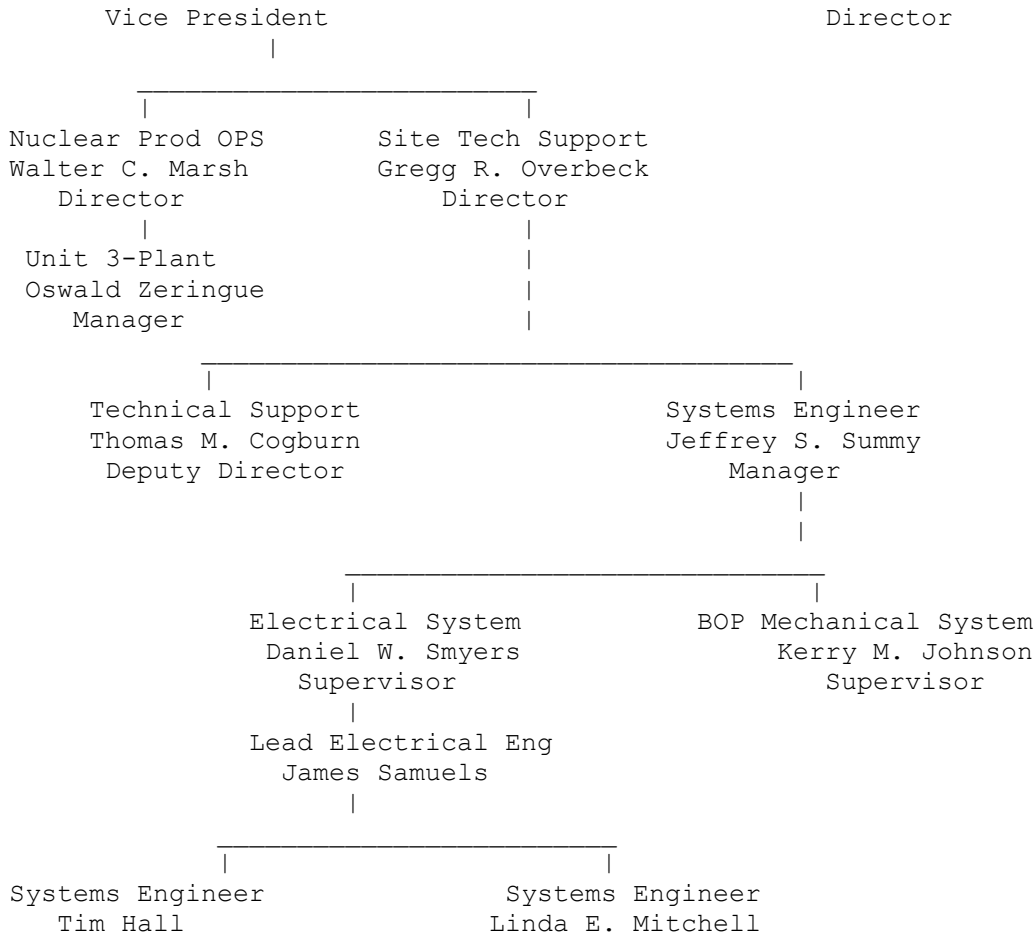 Vice President Director
Nuclear Prod OPS Site Tech Support
Walter C. Marsh Gregg R. Overbeck
Director Director
Unit 3-Plant
Oswald Zeringue
Manager
Technical Support Systems Engineer
Thomas M. Cogburn Jeffrey S. Summy
Deputy Director Manager
Electrical System BOP Mechanical System
Daniel W. Smyers Kerry M. Johnson
Supervisor Supervisor
Lead Electrical Eng
James Samuels
Systems Engineer Systems Engineer
Tim Hall Linda E. Mitchell